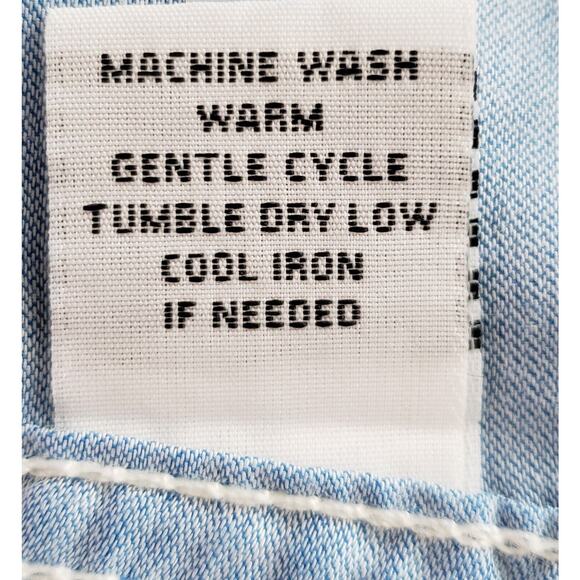 MACHINE WASH
WARM
GENTLE CYCLE
TUMBLE DRY LOW
COOL IRON
IF NEEDED